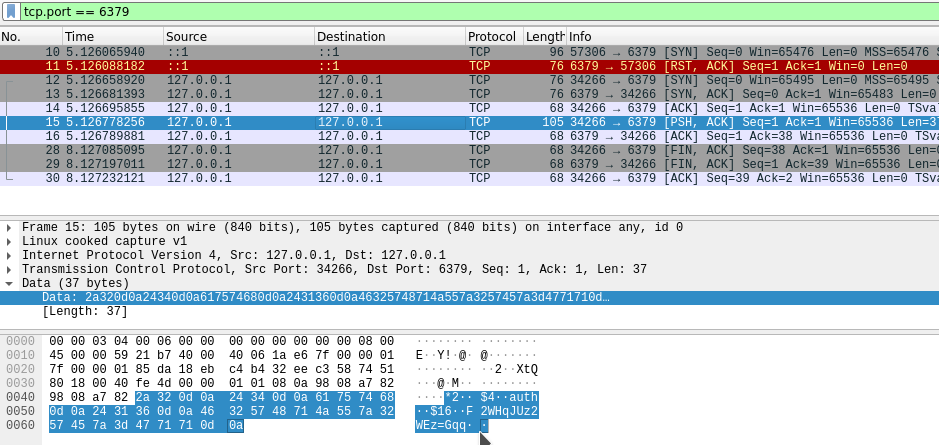 tcp.port == 6379
No. Time Source Destination Protocol Length Info
10 5.126065940 ::1 ::1 TCP 96 57306 → 6379 [SYN] Seq=0 Win=65476 Len=0 MSS=65476 S
11 5.126088182 ::1 ::1 TCP 76 6379 → 57306 [RST, ACK] Seq=1 Ack=1 Win=0 Len=0
12 5.126658920 127.0.0.1 127.0.0.1 TCP 76 34266 → 6379 [SYN] Seq=0 Win=65495 Len=0 MSS=65495
13 5.126681393 127.0.0.1 127.0.0.1 TCP 76 6379 → 34266 [SYN, ACK] Seq=0 Ack=1 Win=65483 Len=0
14 5.126695855 127.0.0.1 127.0.0.1 TCP 68 34266 → 6379 [ACK] Seq=1 Ack=1 Win=65536 Len=0 TSva
15 5.126778256 127.0.0.1 127.0.0.1 TCP 105 34266 → 6379 [PSH, ACK] Seq=1 Ack=1 Win=65536 Len=37
16 5.126789881 127.0.0.1 127.0.0.1 TCP 68 6379 → 34266 [ACK] Seq=1 Ack=38 Win=65536 Len=0 TSv
28 8.127085095 127.0.0.1 127.0.0.1 TCP 68 34266 → 6379 [FIN, ACK] Seq=38 Ack=1 Win=65536 Len=
29 8.127197011 127.0.0.1 127.0.0.1 TCP 68 6379 → 34266 [FIN, ACK] Seq=1 Ack=39 Win=65536 Len=
30 8.127232121 127.0.0.1 127.0.0.1 TCP 68 34266 → 6379 [ACK] Seq=39 Ack=2 Win=65536 Len=0 TSva
Frame 15: 105 bytes on wire (840 bits), 105 bytes captured (840 bits) on interface any, id 0
Linux cooked capture v1
Internet Protocol Version 4, Src: 127.0.0.1, Dst: 127.0.0.1
Transmission Control Protocol, Src Port: 34266, Dst Port: 6379, Seq: 1, Ack: 1, Len: 37
Data (37 bytes)
Data: 2a320d0a24340d0a617574680d0a2431360d0a46325748714a557a3257457a3d4771710d…
[Length: 37]
0000 00 00 03 04 00 06 00 00 00 00 00 00 00 00 08 00 ········ ········
0010 45 00 00 59 21 b7 40 00 40 06 1a e6 7f 00 00 01 E··Y!·@· @·······
0020 7f 00 00 01 85 da 18 eb c4 b4 32 ee c3 58 74 51 ········ ··2··XtQ
0030 80 18 00 40 fe 4d 00 00 01 01 08 0a 98 08 a7 82 ···@·M·· ········
0040 98 08 a7 82 2a 32 0d 0a 24 34 0d 0a 61 75 74 68 ····*2·· $4··auth
0050 0d 0a 24 31 36 0d 0a 46 32 57 48 71 4a 55 7a 32 ··$16··F 2WHqJUz2
0060 57 45 7a 3d 47 71 71 0d 0a WEz=Gqq· ·